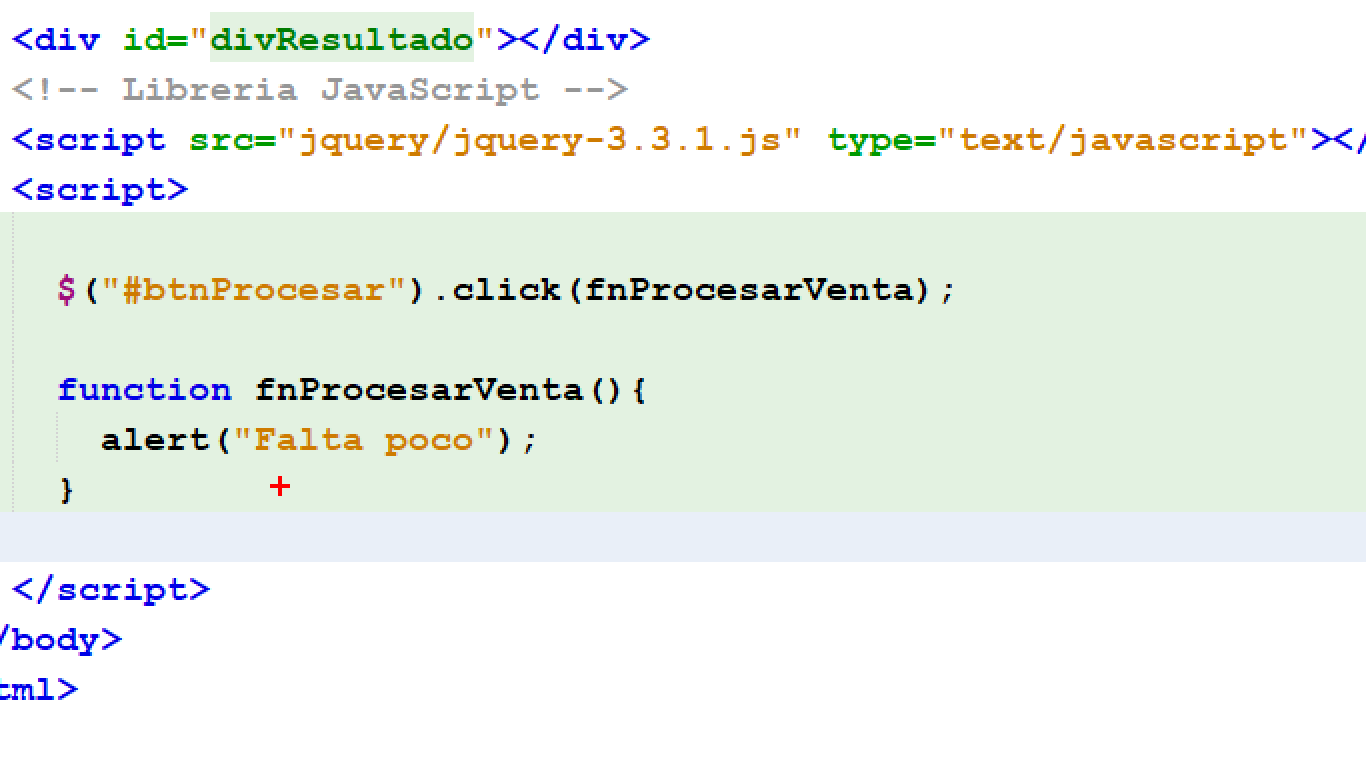 <div id="divResultado"></div>
<!-- Libreria JavaScript -->
<script src="jquery/jquery-3.3.1.js" type="text/javascript"></
<script>
$("#btnProcesar").click(fnProcesarVenta);
function fnProcesarVenta(){
alert("Falta poco");
}
</script>
/body>
tml>